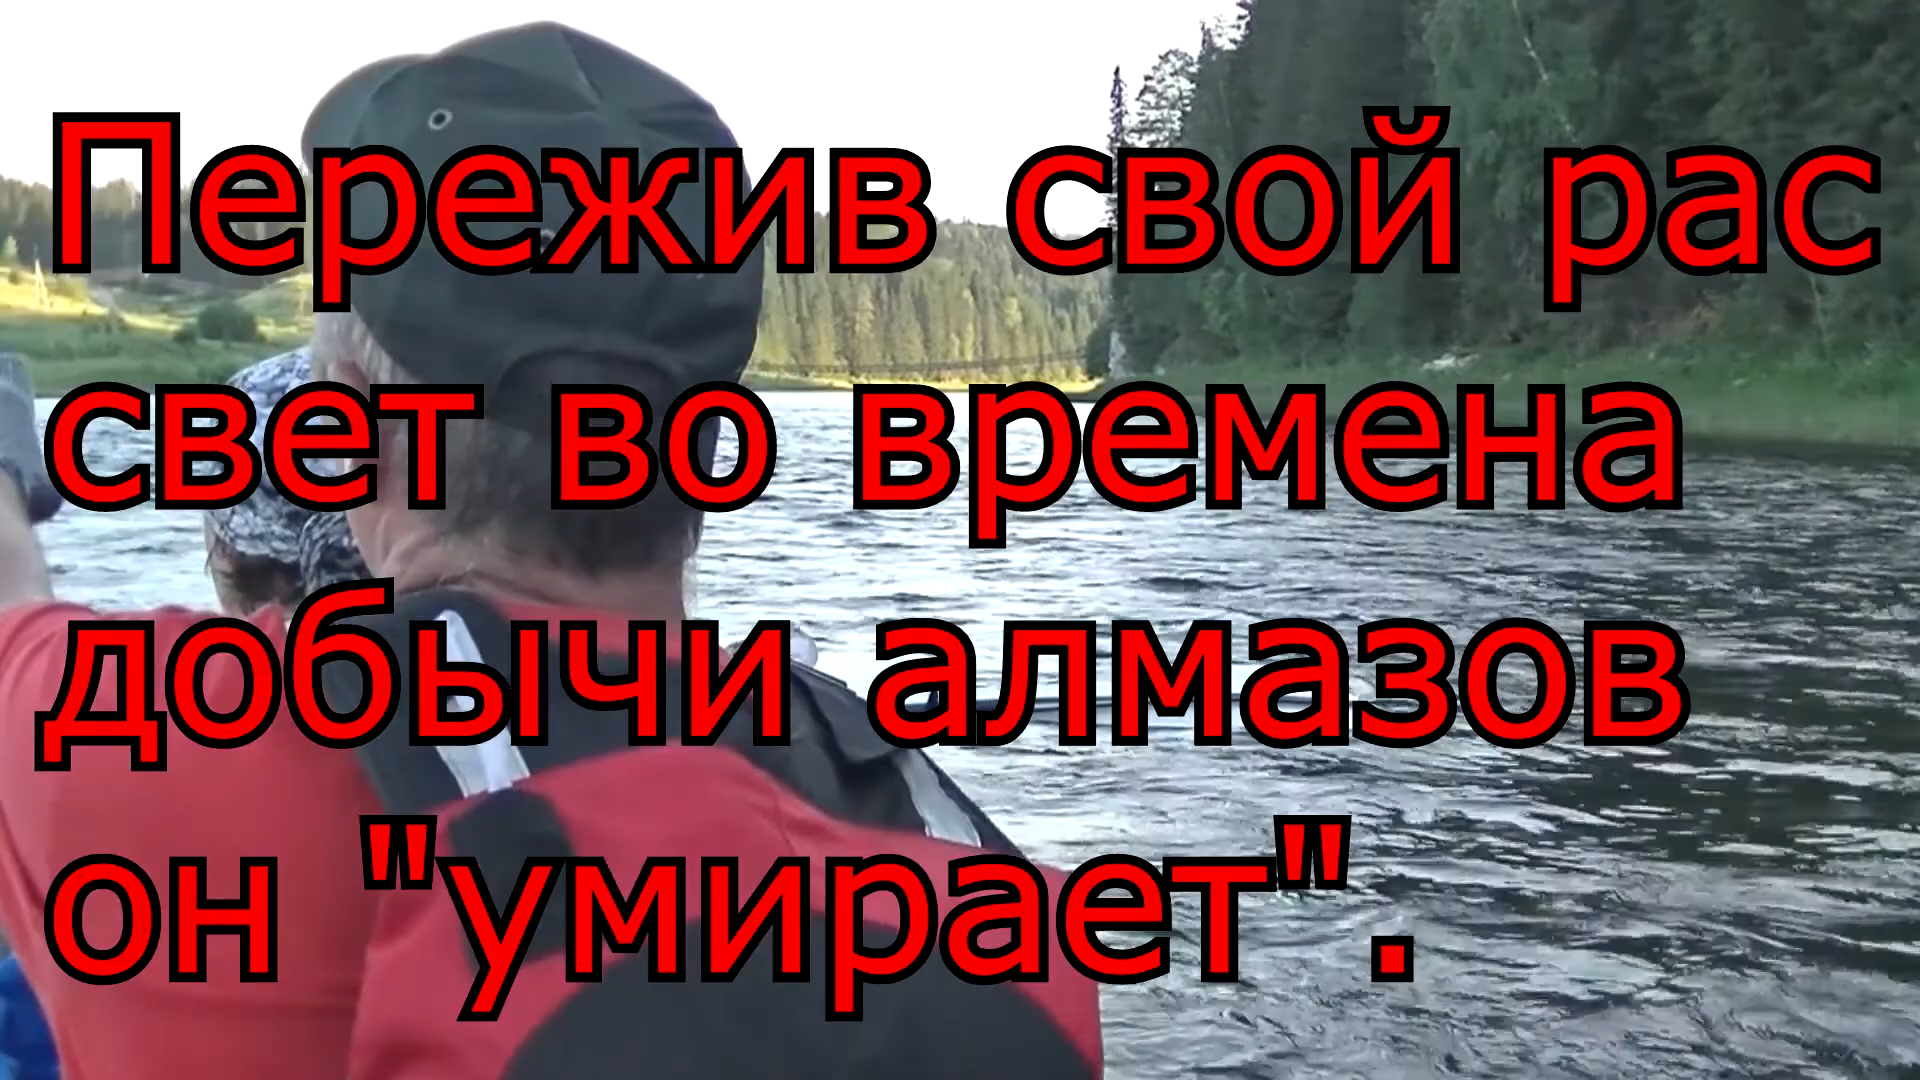 Пережив свой рас
свет во времена
добычи алмазов
он "умирает".